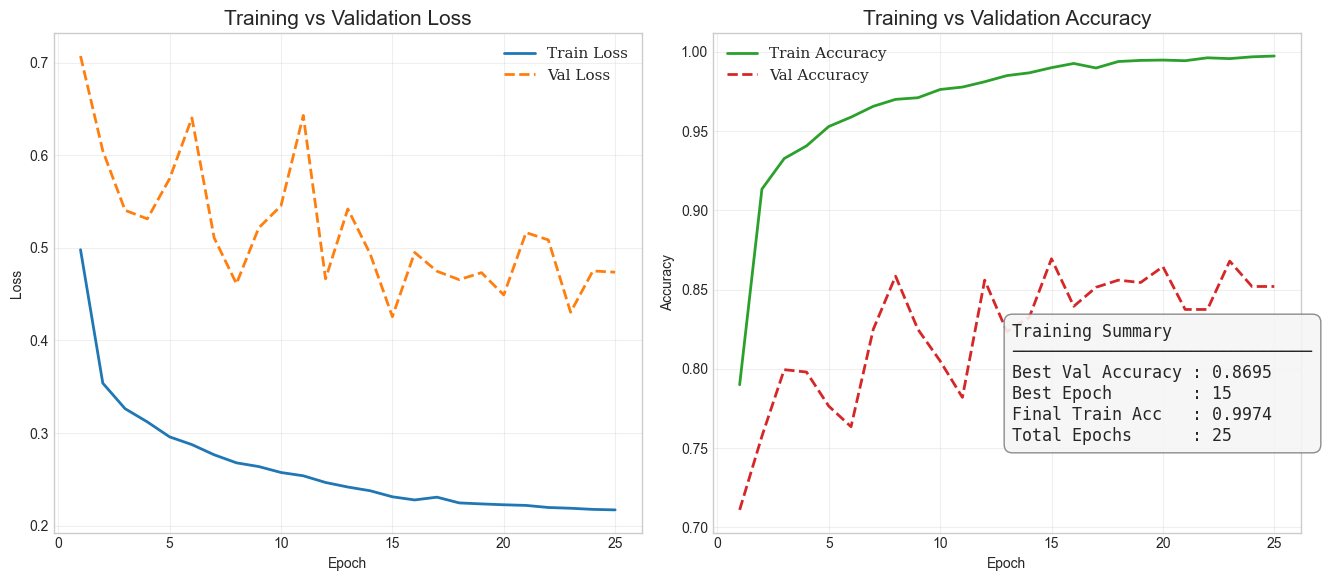 Training vs Validation Loss
Train Loss
Val Loss
0.7
0.6
0.5
0.4
0.3
0.2
Loss
0
5
10
15
20
25
Epoch
Training vs Validation Accuracy
Train Accuracy
Val Accuracy
1.00
0.95
0.90
0.85
0.80
0.75
0.70
Accuracy
Training Summary
Best Val Accuracy : 0.8695
Best Epoch : 15
Final Train Acc : 0.9974
Total Epochs : 25
0
5
10
15
20
25
Epoch